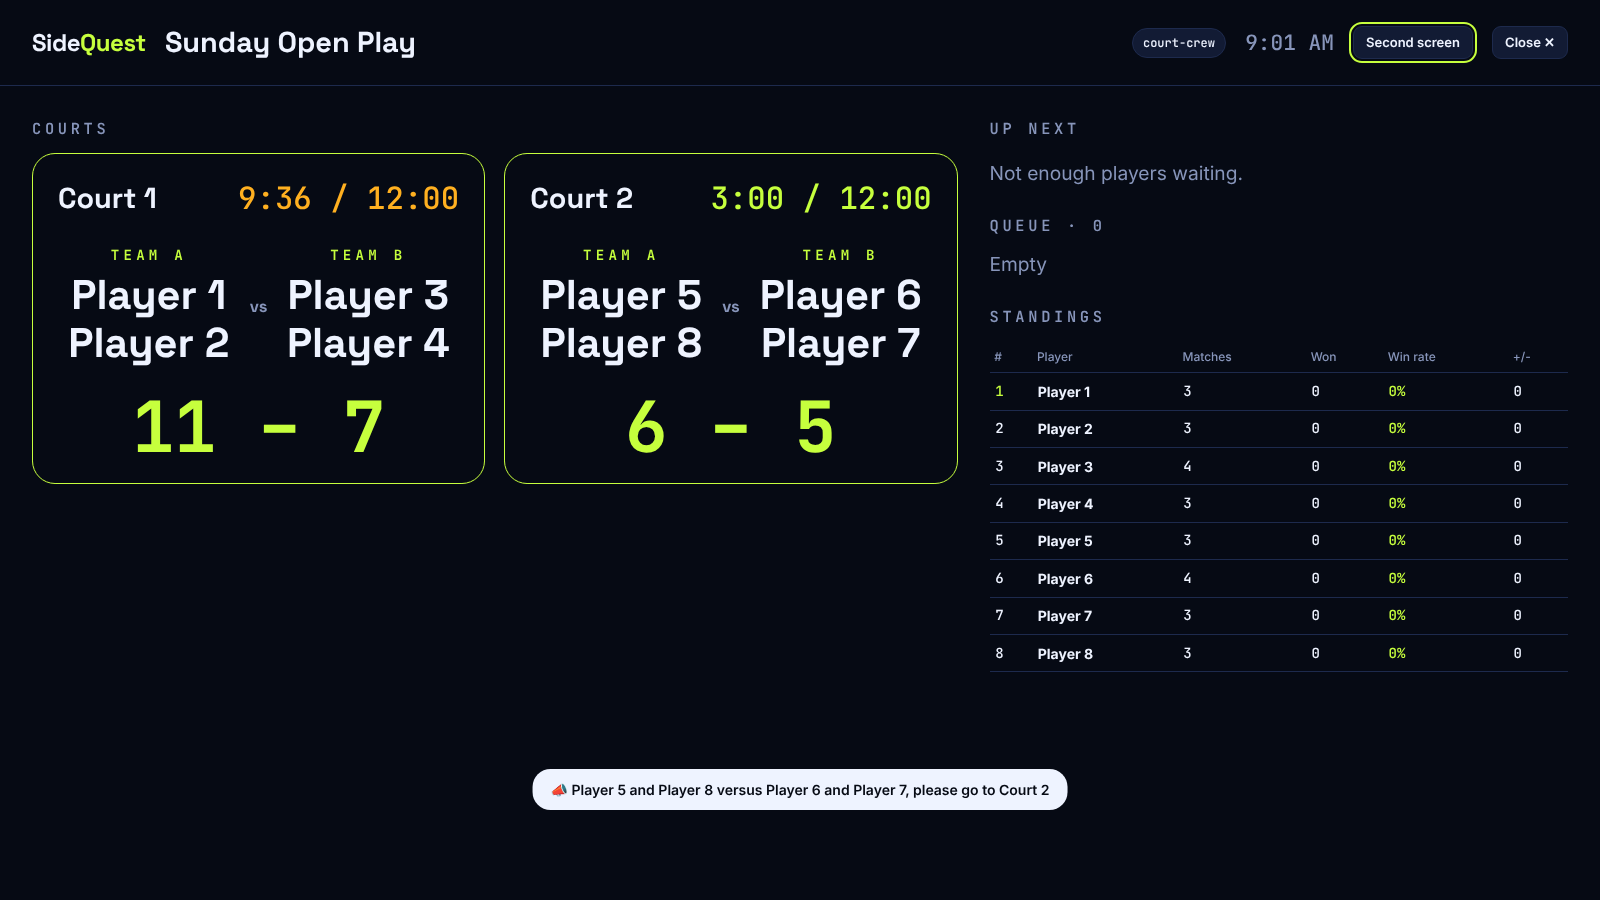 SideQuest Sunday Open Play
court-crew 9:01 AM Second screen Close ✕
COURTS
Court 1 9:36 / 12:00
TEAM A TEAM B
Player 1 vs Player 3
Player 2 Player 4
11 – 7
Court 2 3:00 / 12:00
TEAM A TEAM B
Player 5 vs Player 6
Player 8 Player 7
6 – 5
UP NEXT
Not enough players waiting.
QUEUE · 0
Empty
STANDINGS
# Player Matches Won Win rate +/-
1 Player 1 3 0 0% 0
2 Player 2 3 0 0% 0
3 Player 3 4 0 0% 0
4 Player 4 3 0 0% 0
5 Player 5 3 0 0% 0
6 Player 6 4 0 0% 0
7 Player 7 3 0 0% 0
8 Player 8 3 0 0% 0
📣 Player 5 and Player 8 versus Player 6 and Player 7, please go to Court 2